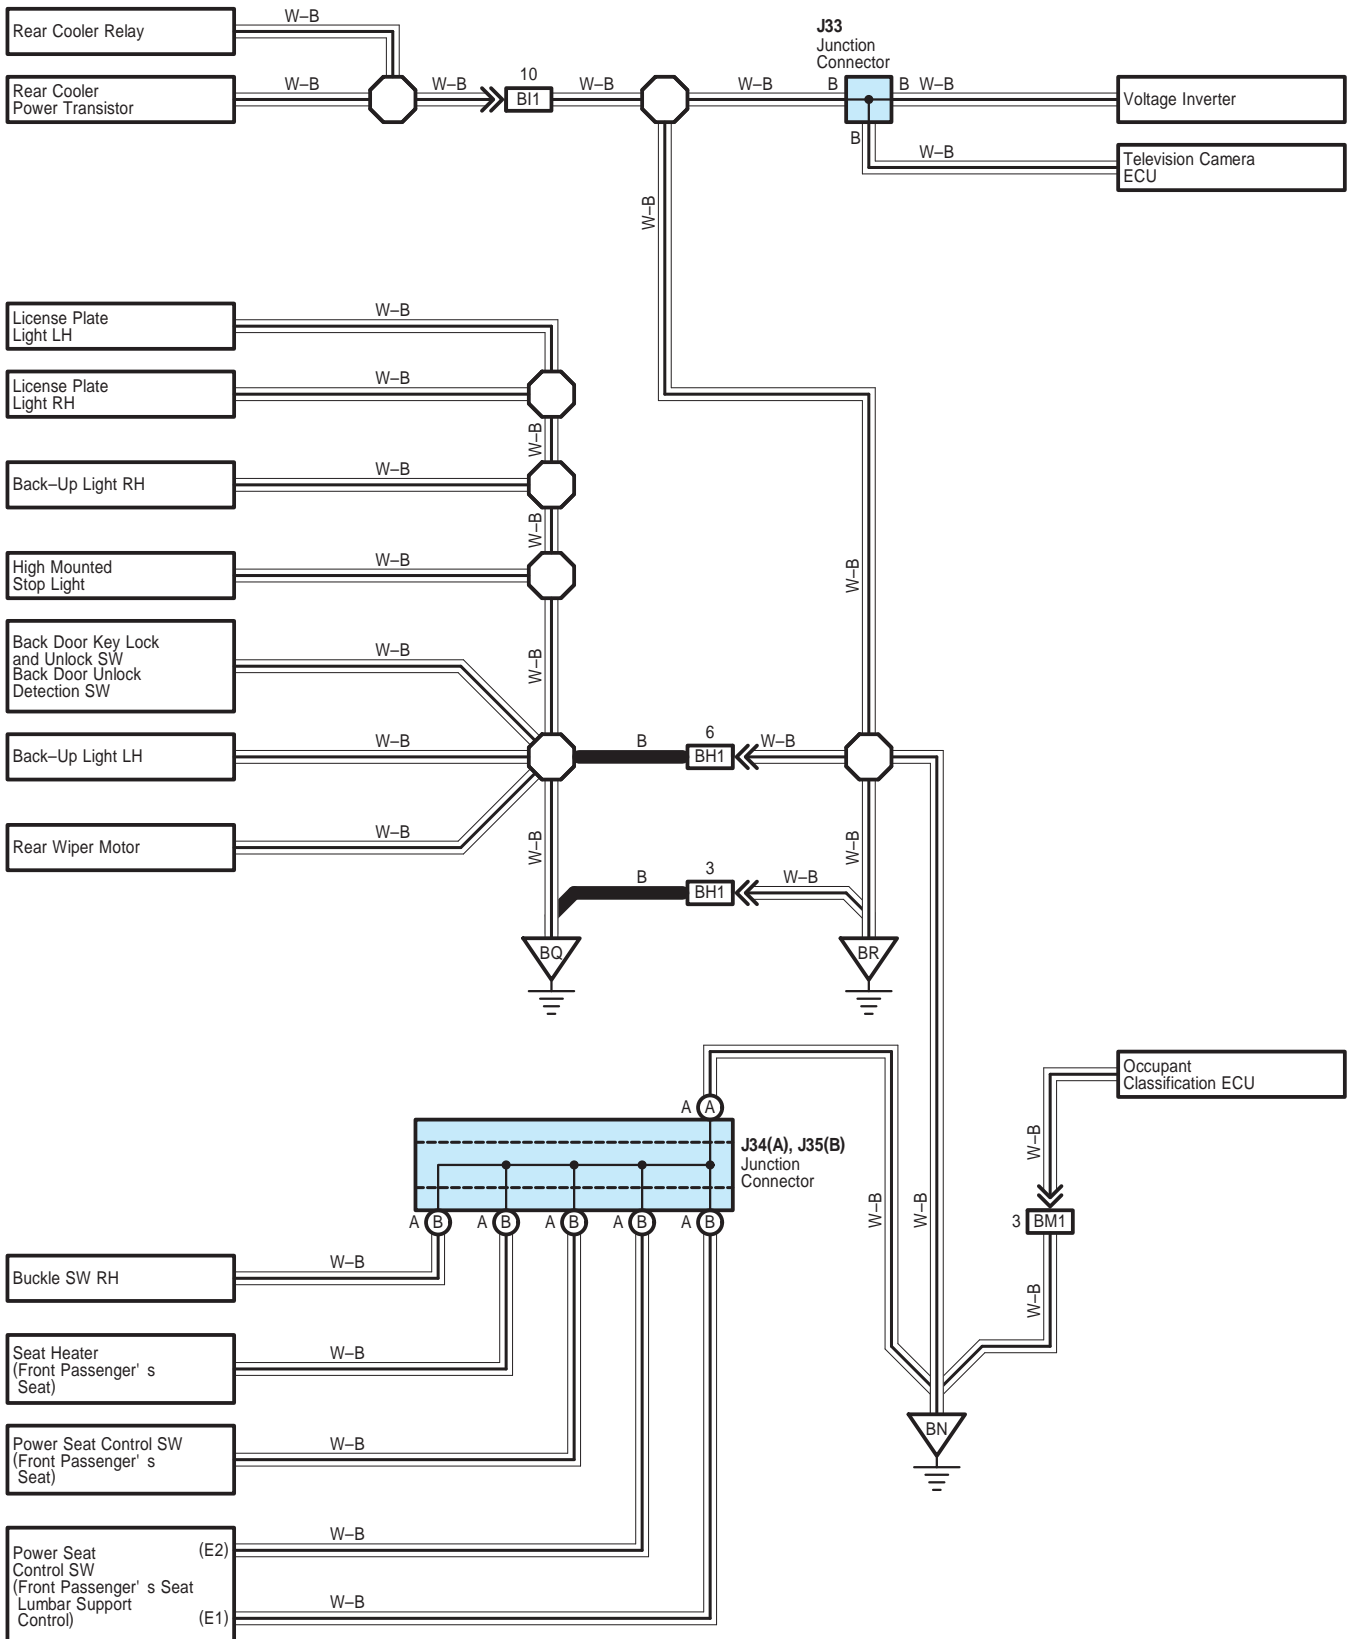 Rear Cooler Relay
W–B
J33
Junction
Connector
Rear Cooler
Power Transistor
W–B
W–B
10
BI1
W–B
W–B
B
B
W–B
Voltage Inverter
B
W–B
Television Camera
ECU
W–B
License Plate
Light LH
W–B
License Plate
Light RH
W–B
W–B
Back–Up Light RH
W–B
W–B
High Mounted
Stop Light
W–B
W–B
Back Door Key Lock
and Unlock SW
Back Door Unlock
Detection SW
W–B
W–B
Back–Up Light LH
W–B
B
6
BH1
W–B
Rear Wiper Motor
W–B
W–B
B
3
BH1
W–B
W–B
BQ
BR
Occupant
Classification ECU
W–B
A
A
J34(A), J35(B)
Junction
Connector
A
B
A
B
A
B
A
B
A
B
W–B
W–B
3
BM1
W–B
Buckle SW RH
W–B
Seat Heater
(Front Passenger' s
Seat)
W–B
Power Seat Control SW
(Front Passenger' s
Seat)
W–B
BN
Power Seat
Control SW
(Front Passenger' s Seat
Lumbar Support
Control)
(E2)
W–B
(E1)
W–B